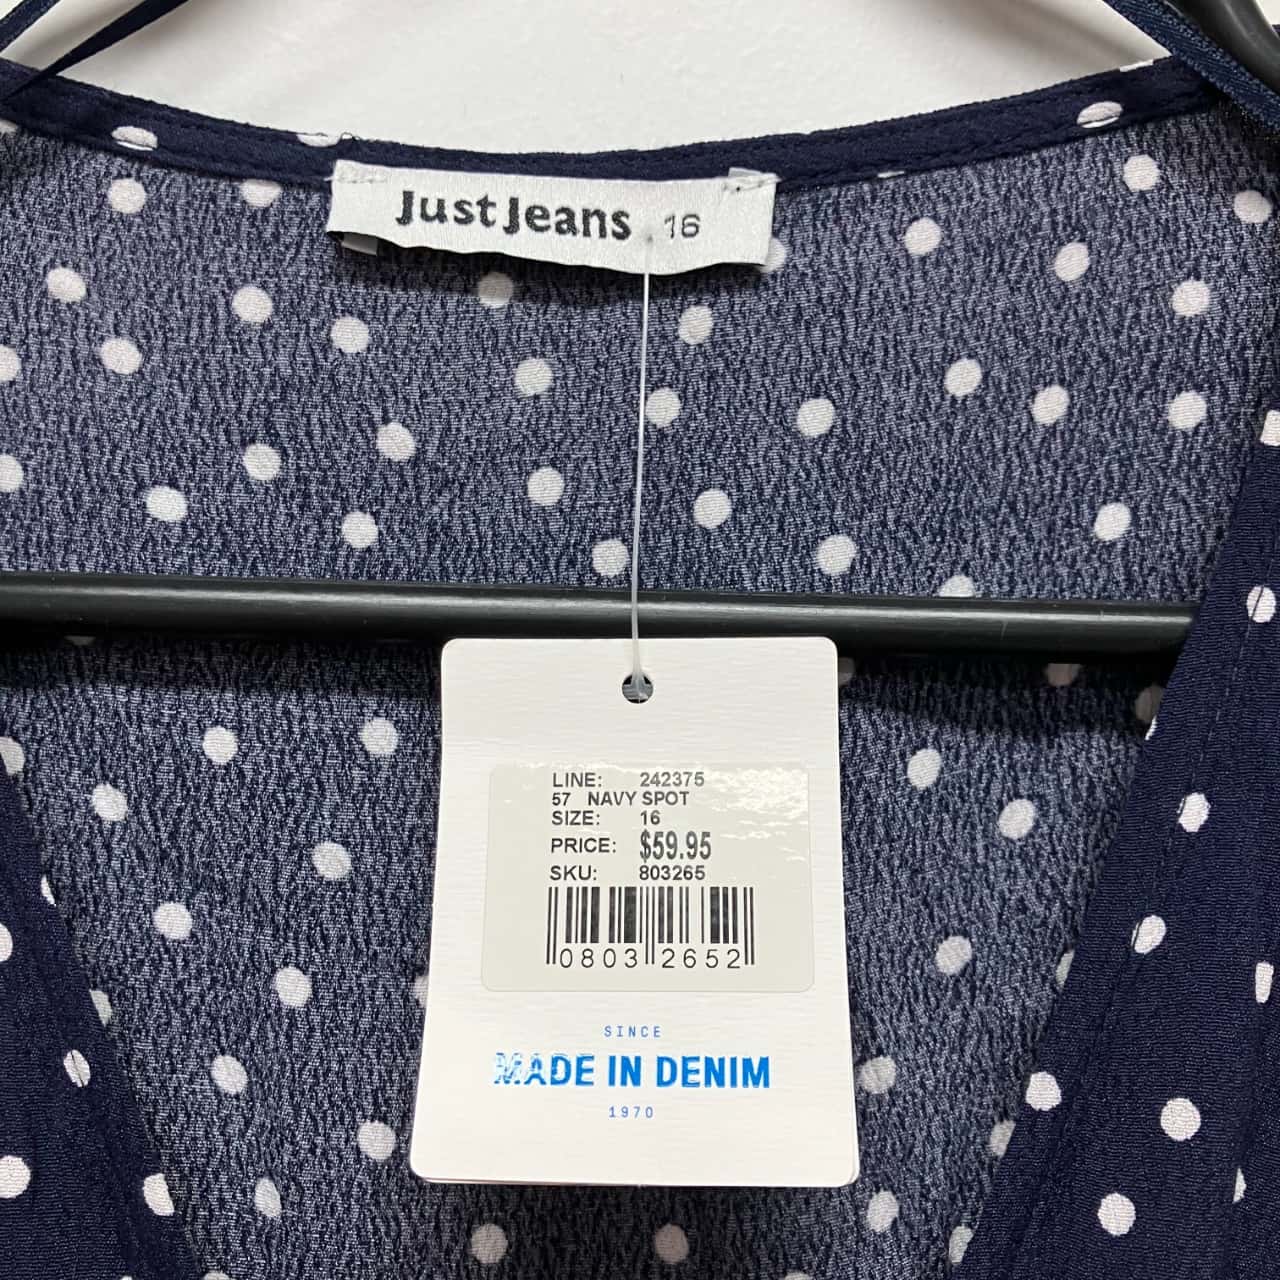 Just Jeans 16
LINE: 242375
57 NAVY SPOT
SIZE: 16
PRICE: $59.95
SKU: 803265
0803 2652
SINCE
MADE IN DENIM
1970